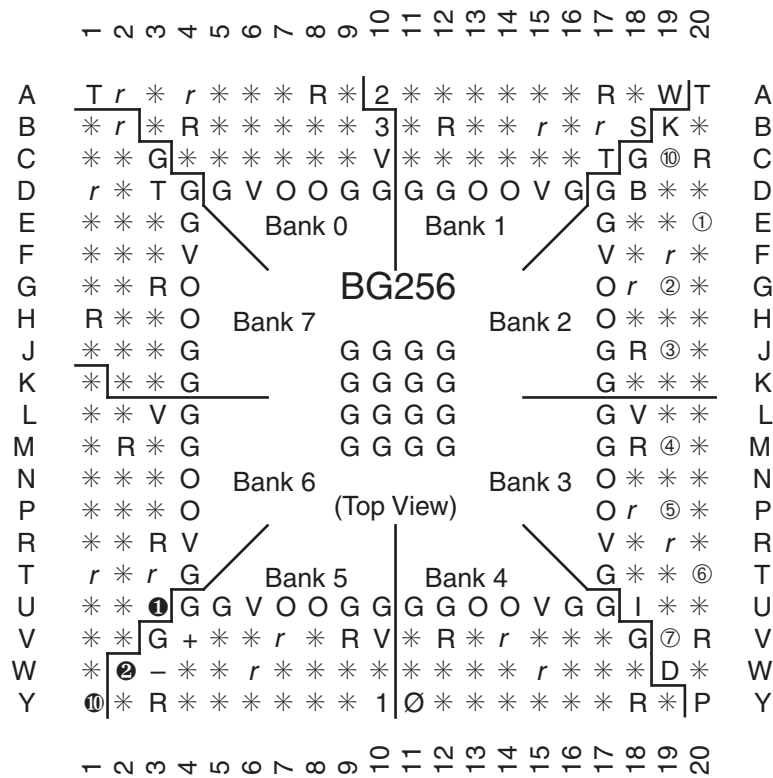 1 2 3 4 5 6 7 8 9 10 11 12 13 14 15 16 17 18 19 20
A T r ✳ r ✳ ✳ ✳ R ✳ 2 ✳ ✳ ✳ ✳ ✳ ✳ R ✳ W T A
B ✳ r ✳ R ✳ ✳ ✳ ✳ ✳ 3 ✳ R ✳ ✳ r ✳ r S K ✳ B
C ✳ ✳ G ✳ ✳ ✳ ✳ ✳ ✳ V ✳ ✳ ✳ ✳ ✳ ✳ T G ⑩ R C
D r ✳ T G G V O O G G G G O O V G G B ✳ ✳ D
E ✳ ✳ ✳ G Bank 0 Bank 1 G ✳ ✳ ① E
F ✳ ✳ ✳ V V ✳ r ✳ F
G ✳ ✳ R O BG256 O r ② ✳ G
H R ✳ ✳ O Bank 7 Bank 2 O ✳ ✳ ✳ H
J ✳ ✳ ✳ G G G G G G R ③ ✳ J
K ✳ ✳ ✳ G G G G G G ✳ ✳ ✳ K
L ✳ ✳ V G G G G G G V ✳ ✳ L
M ✳ R ✳ G G G G G G R ④ ✳ M
N ✳ ✳ ✳ O Bank 6 Bank 3 O ✳ ✳ ✳ N
P ✳ ✳ ✳ O (Top View) O r ⑤ ✳ P
R ✳ ✳ R V V ✳ r ✳ R
T r ✳ r G Bank 5 Bank 4 G ✳ ✳ ⑥ T
U ✳ ✳ ❶ G G V O O G G G G O O V G G I ✳ ✳ U
V ✳ ✳ G + ✳ ✳ r ✳ R V ✳ R ✳ r ✳ ✳ ✳ G ⑦ R V
W ✳ ❷ – ✳ ✳ r ✳ ✳ ✳ ✳ ✳ ✳ ✳ ✳ r ✳ ✳ ✳ D ✳ W
Y ❿ ✳ R ✳ ✳ ✳ ✳ ✳ ✳ 1 Ø ✳ ✳ ✳ ✳ ✳ ✳ R ✳ P Y
1 2 3 4 5 6 7 8 9 10 11 12 13 14 15 16 17 18 19 20